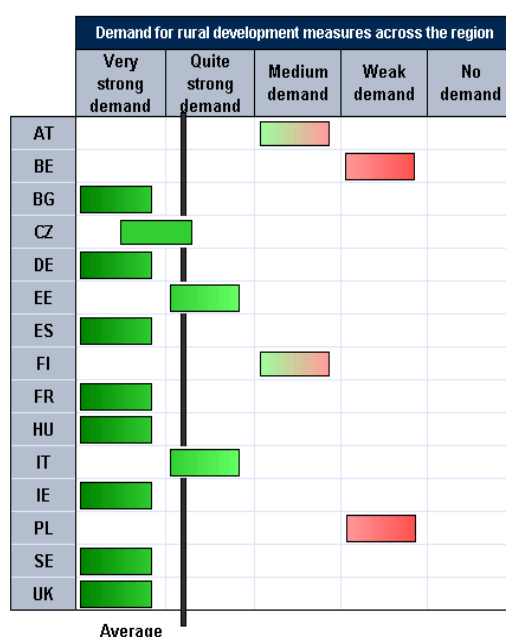 Demand for rural development measures across the region
Very strong demand
Quite strong demand
Medium demand
Weak demand
No demand
AT
BE
BG
CZ
DE
EE
ES
FI
FR
HU
IT
IE
PL
SE
UK
Average